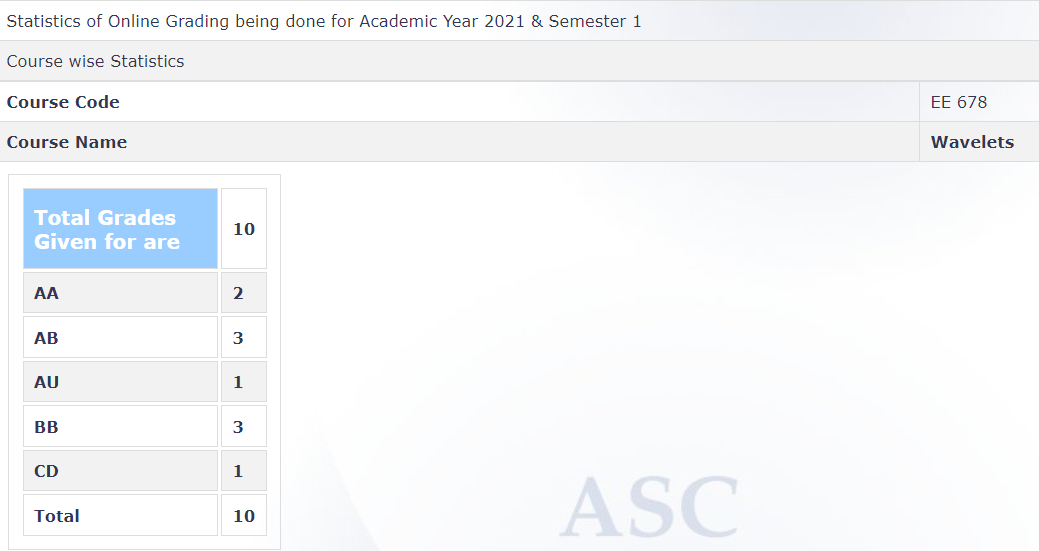 Statistics of Online Grading being done for Academic Year 2021 & Semester 1
Course wise Statistics
Course Code EE 678
Course Name Wavelets
Total Grades
Given for are 10
AA 2
AB 3
AU 1
BB 3
CD 1
Total 10
ASC